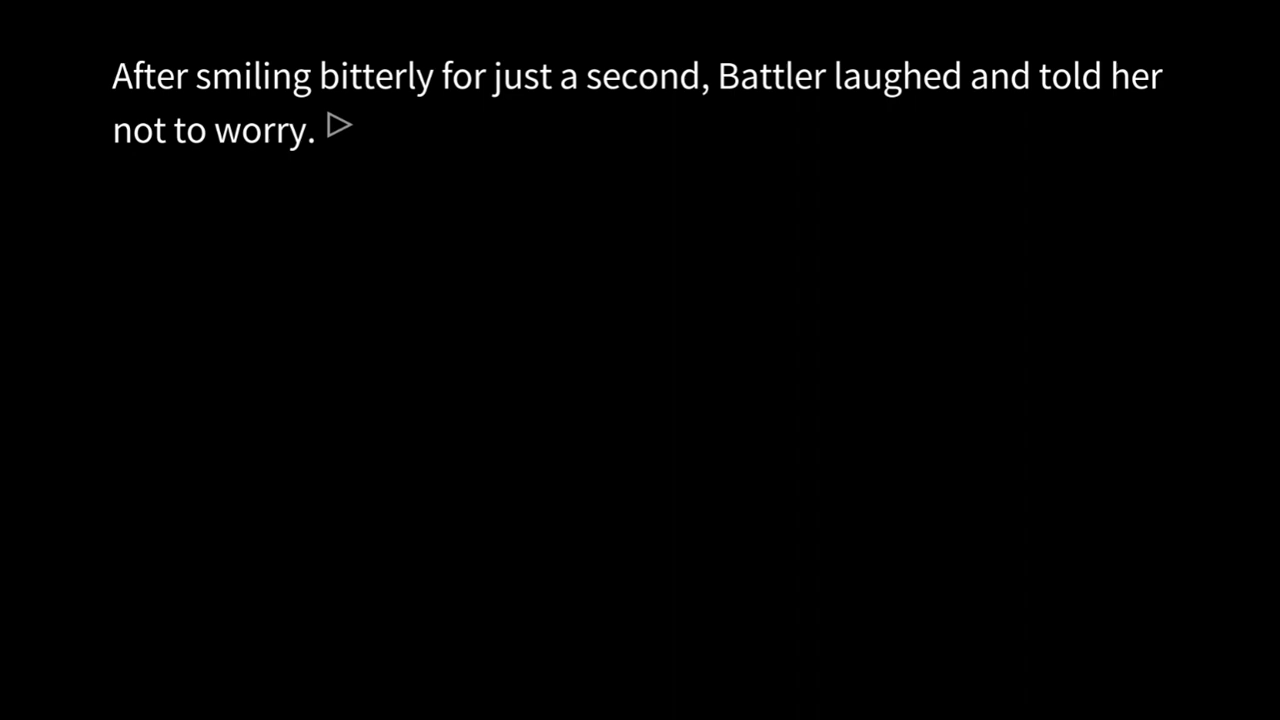 After smiling bitterly for just a second, Battler laughed and told her
not to worry.